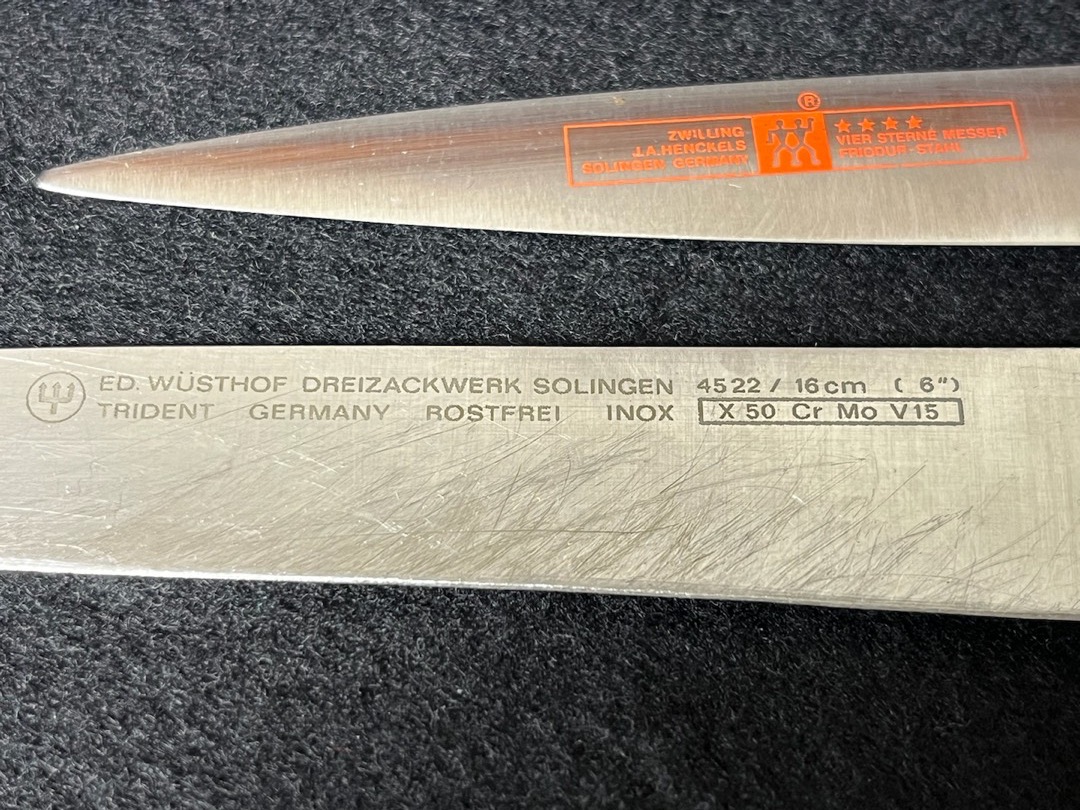 ®
ZWILLING
J.A.HENCKELS
SOLINGEN GERMANY
★★★★
VIER STERNE MESSER
FRIODUR-STAHL
ED. WÜSTHOF DREIZACKWERK SOLINGEN 4522 / 16cm ( 6")
TRIDENT GERMANY ROSTFREI INOX X 50 Cr Mo V15